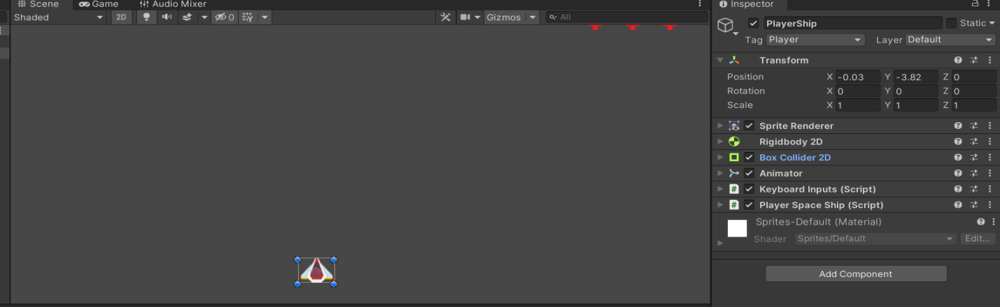 Scene Game Audio Mixer
Inspector
Shaded 2D 0 Gizmos All
PlayerShip Static
Tag Player Layer Default
Transform
Position X -0.03 Y -3.82 Z 0
Rotation X 0 Y 0 Z 0
Scale X 1 Y 1 Z 1
Sprite Renderer
Rigidbody 2D
Box Collider 2D
Animator
# Keyboard Inputs (Script)
# Player Space Ship (Script)
Sprites-Default (Material)
Shader Sprites/Default Edit...
Add Component